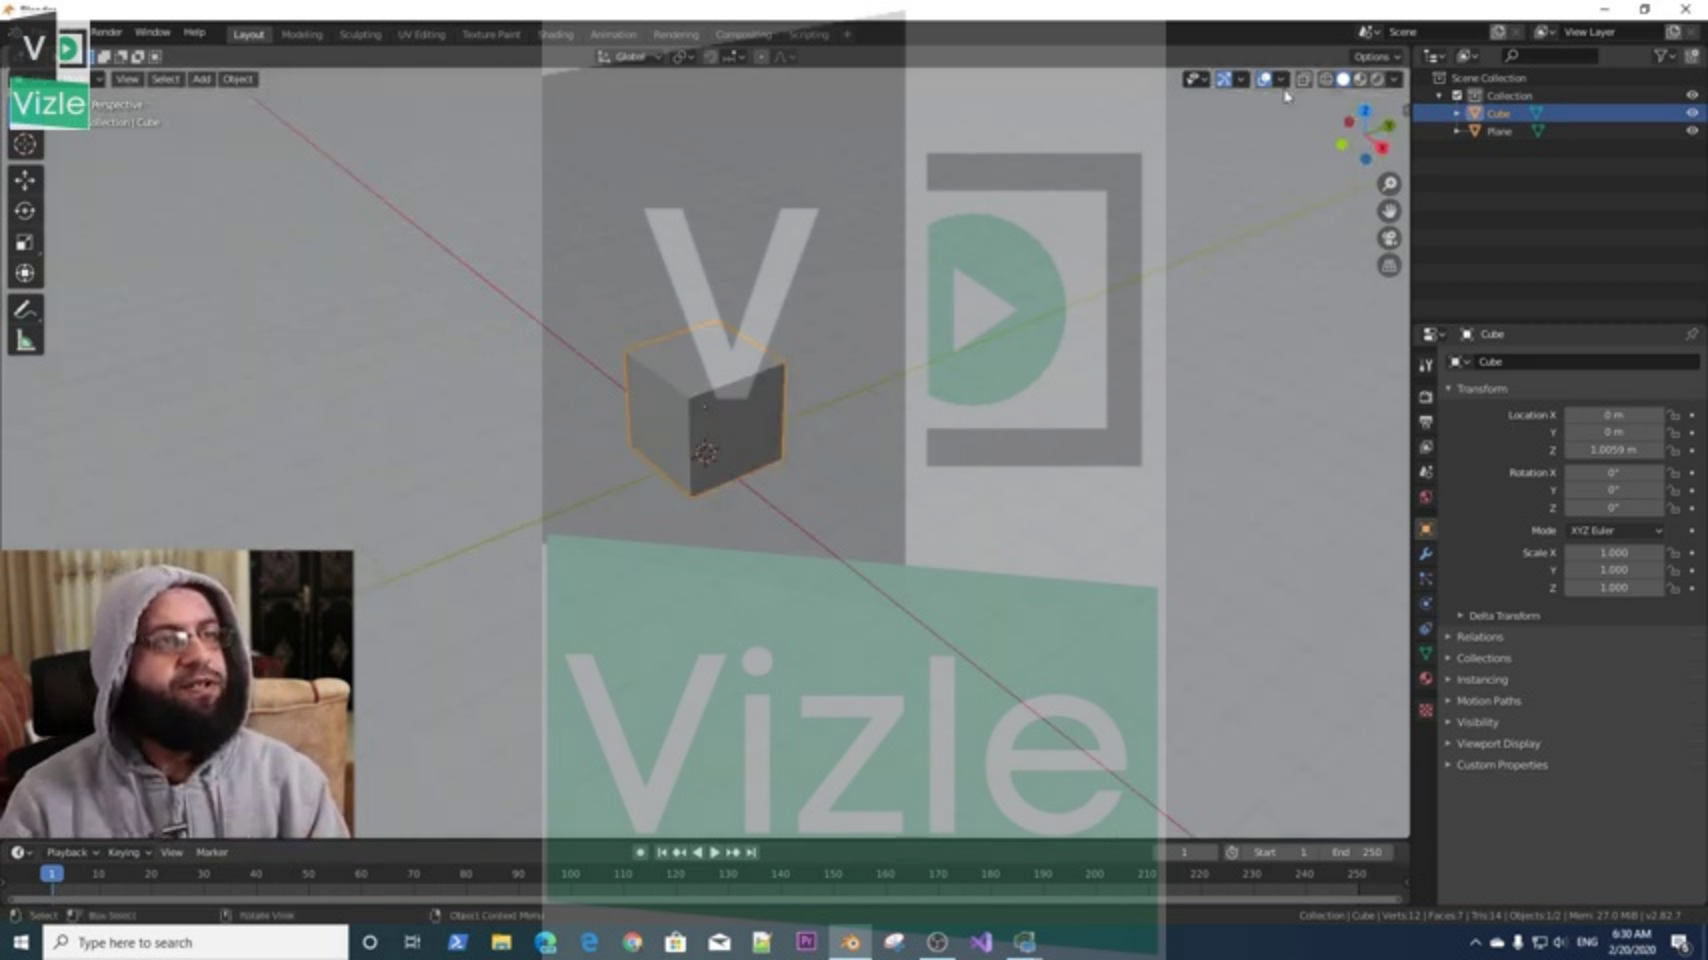 Blender
Render Window Help Layout Modeling Sculpting UV Editing Texture Paint Shading Animation Rendering Compositing Scripting +
Scene
View Layer
V
Global
Options
View Select Add Object
Vizle
Perspective
Collection | Cube
Scene Collection
Collection
Cube
Plane
Z
Y
X
V
Vizle
Cube
Cube
Transform
Location X 0 m
Y 0 m
Z 1.0059 m
Rotation X 0°
Y 0°
Z 0°
Mode XYZ Euler
Scale X 1.000
Y 1.000
Z 1.000
Delta Transform
Relations
Collections
Instancing
Motion Paths
Visibility
Viewport Display
Custom Properties
Playback Keying View Marker
1 Start 1 End 250
1 10 20 30 40 50 60 70 80 90 100 110 120 130 140 150 160 170 180 190 200 210 220 230 240 250
Select Box Select Rotate View Object Context Menu
Collection | Cube | Verts:12 | Faces:7 | Tris:14 | Objects:1/2 | Mem: 27.0 MiB | v2.82.7
Type here to search
Pr
ENG
6:30 AM
2/20/2020